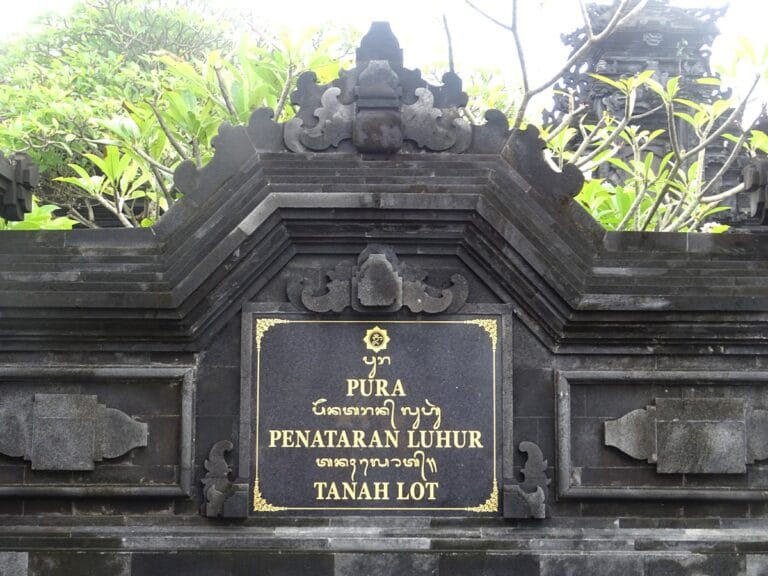 ᬧᬸᬭ
PURA
PENATARAN LUHUR
TANAH LOT